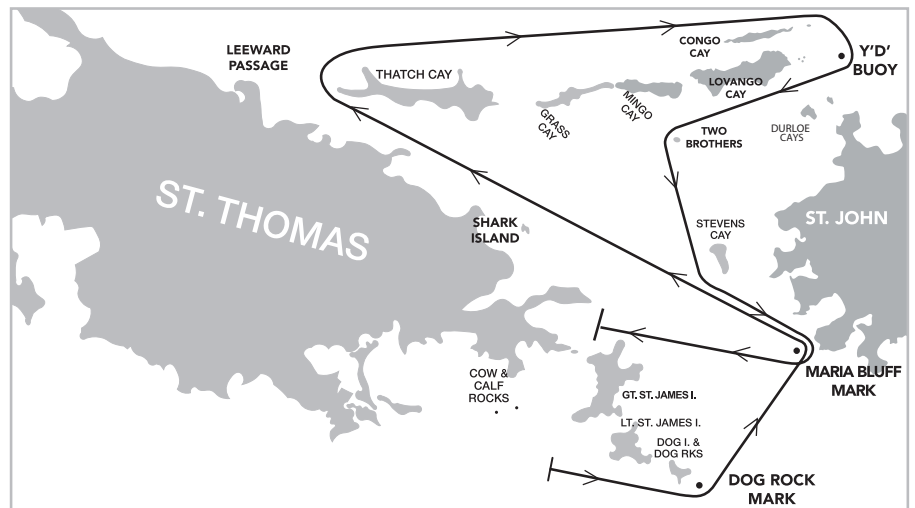 LEEWARD
PASSAGE
THATCH CAY
CONGO
CAY
Y'D'
BUOY
LOVANGO
CAY
GRASS
CAY
MINGO
CAY
TWO
BROTHERS
DURLOE
CAYS
ST. THOMAS
SHARK
ISLAND
STEVENS
CAY
ST. JOHN
MARIA BLUFF
MARK
COW &
CALF
ROCKS
GT. ST. JAMES I.
LT. ST. JAMES I.
DOG I. &
DOG RKS
DOG ROCK
MARK